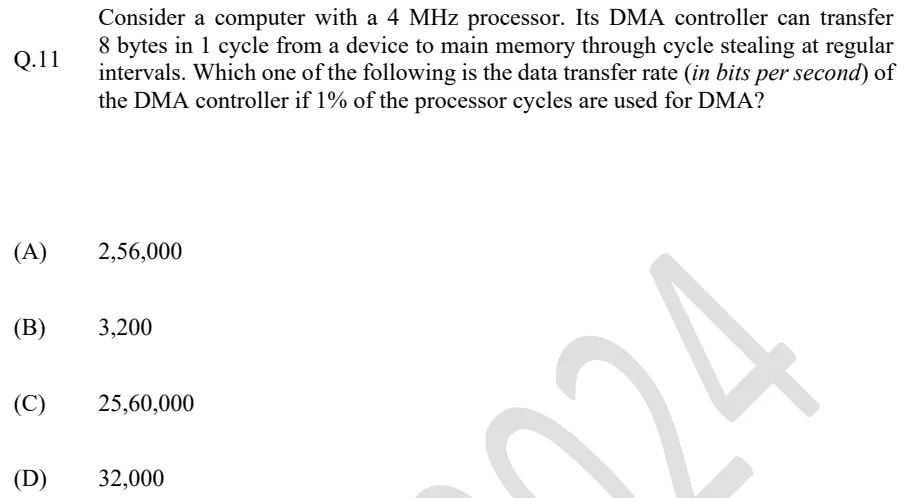 Q.11
Consider a computer with a 4 MHz processor. Its DMA controller can transfer
8 bytes in 1 cycle from a device to main memory through cycle stealing at regular
intervals. Which one of the following is the data transfer rate (in bits per second) of
the DMA controller if 1% of the processor cycles are used for DMA?
(A) 2,56,000
(B) 3,200
(C) 25,60,000
(D) 32,000
024